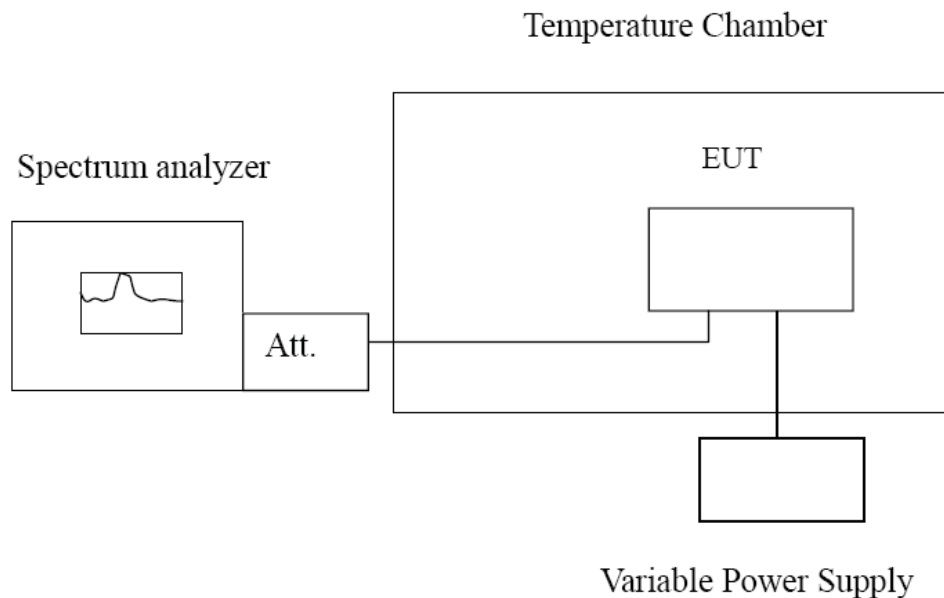 Temperature Chamber
Spectrum analyzer
EUT
Att.
Variable Power Supply